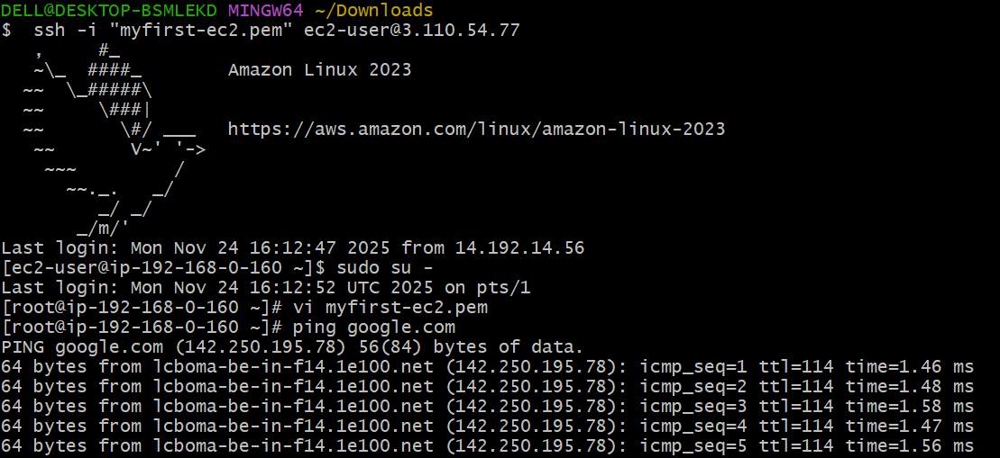 DELL@DESKTOP-BSMLEKD MINGW64 ~/Downloads
$  ssh -i "myfirst-ec2.pem" ec2-user@3.110.54.77
   ,     #_
   ~\_  ####_        Amazon Linux 2023
  ~~  \_#####\
  ~~     \###|
  ~~       \#/ ___   https://aws.amazon.com/linux/amazon-linux-2023
   ~~       V~' '->
    ~~~         /
      ~~._.   _/
         _/ _/
       _/m/'
Last login: Mon Nov 24 16:12:47 2025 from 14.192.14.56
[ec2-user@ip-192-168-0-160 ~]$ sudo su -
Last login: Mon Nov 24 16:12:52 UTC 2025 on pts/1
[root@ip-192-168-0-160 ~]# vi myfirst-ec2.pem
[root@ip-192-168-0-160 ~]# ping google.com
PING google.com (142.250.195.78) 56(84) bytes of data.
64 bytes from lcboma-be-in-f14.1e100.net (142.250.195.78): icmp_seq=1 ttl=114 time=1.46 ms
64 bytes from lcboma-be-in-f14.1e100.net (142.250.195.78): icmp_seq=2 ttl=114 time=1.48 ms
64 bytes from lcboma-be-in-f14.1e100.net (142.250.195.78): icmp_seq=3 ttl=114 time=1.58 ms
64 bytes from lcboma-be-in-f14.1e100.net (142.250.195.78): icmp_seq=4 ttl=114 time=1.47 ms
64 bytes from lcboma-be-in-f14.1e100.net (142.250.195.78): icmp_seq=5 ttl=114 time=1.56 ms